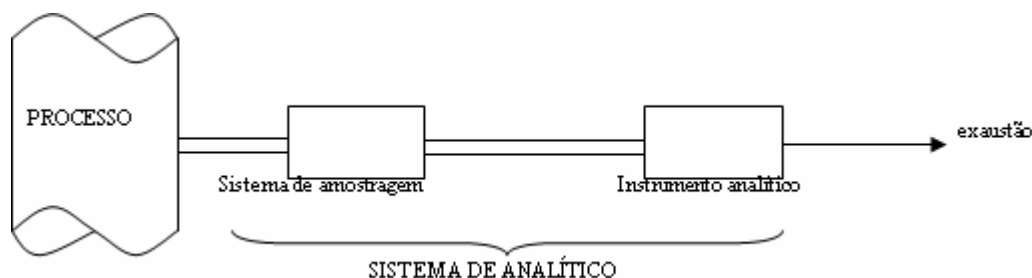 PROCESSO
exaustão
Sistema de amostragem
Instrumento analítico
SISTEMA DE ANALÍTICO